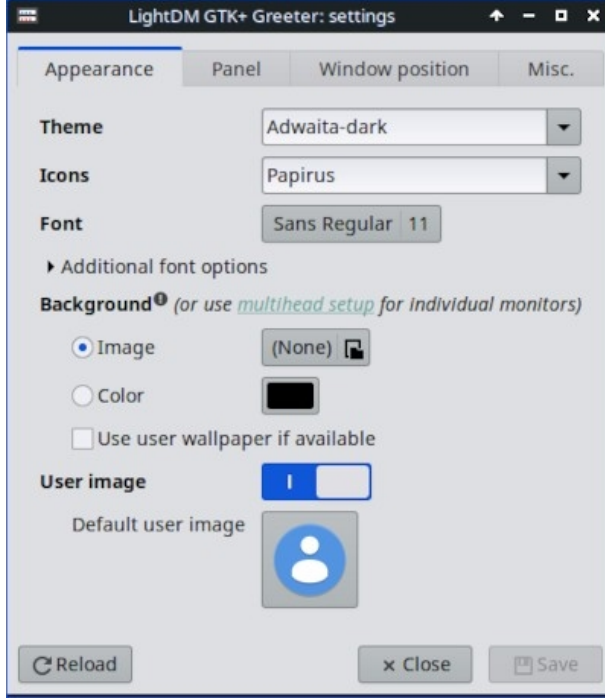 LightDM GTK+ Greeter: settings
Appearance Panel Window position Misc.
Theme Adwaita-dark
Icons Papirus
Font Sans Regular 11
Additional font options
Background (or use multihead setup for individual monitors)
Image (None)
Color
Use user wallpaper if available
User image
Default user image
Reload Close Save